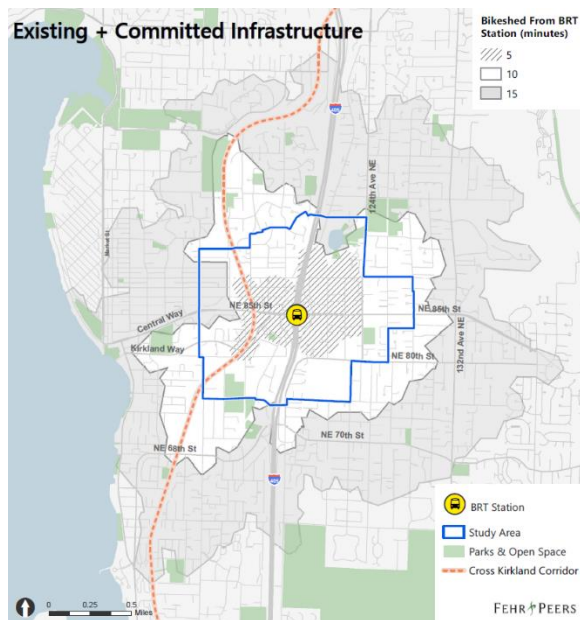 Existing + Committed Infrastructure
Bikeshed From BRT
Station (minutes)
5
10
15
124th Ave NE
Market St
NE 85th St
NE 85th St
Central Way
Kirkland Way
NE 80th St
132nd Ave NE
NE 70th St
NE 68th St
BRT Station
Study Area
Parks & Open Space
Cross Kirkland Corridor
0 0.25 0.5
Miles
FEHR PEERS